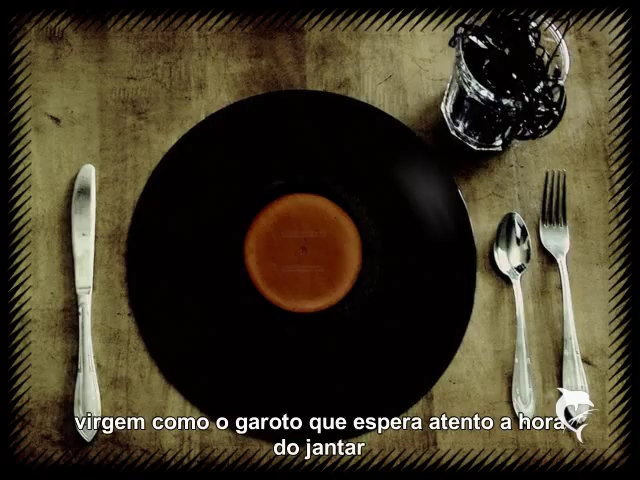 virgem como o garoto que espera atento a hora
do jantar